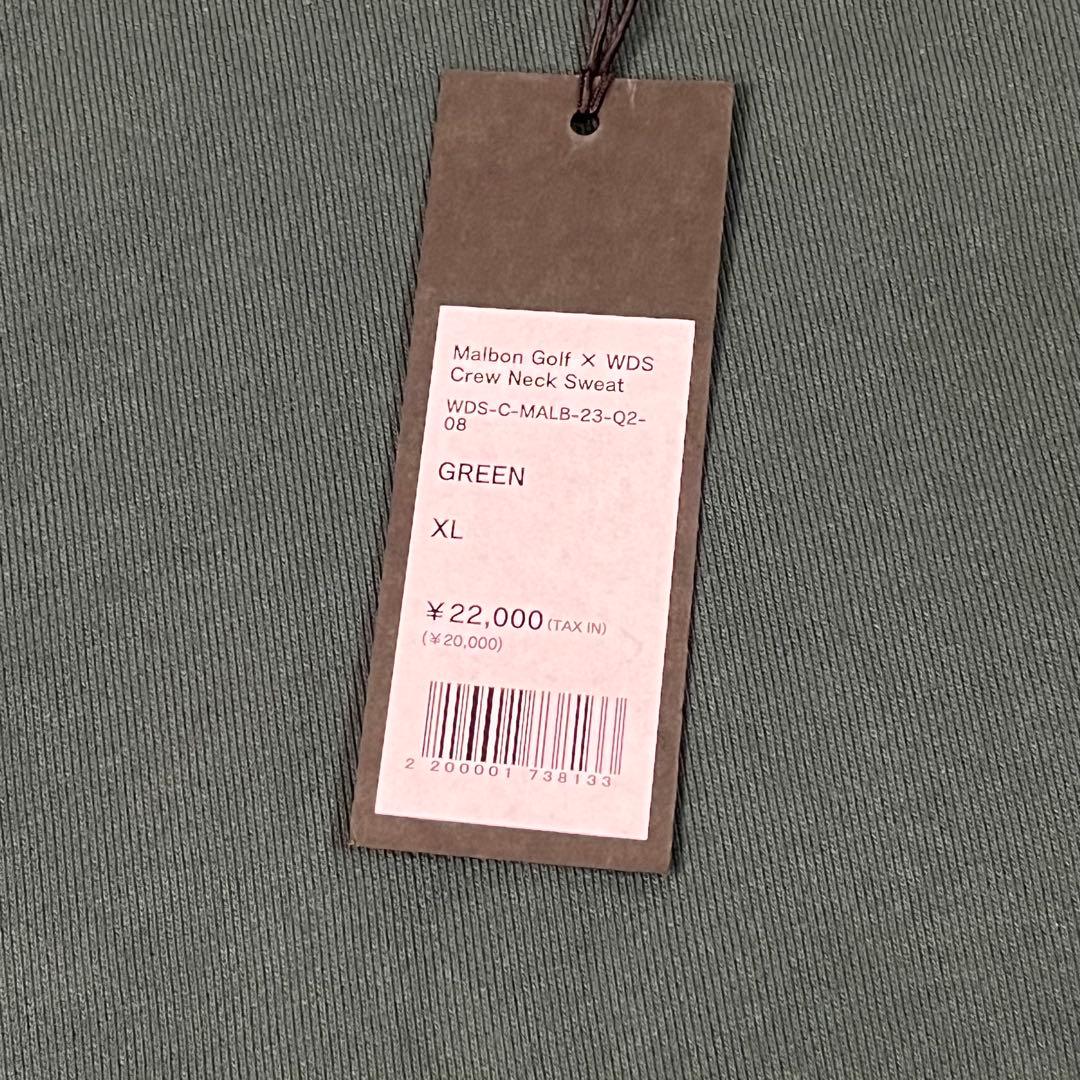 Malbon Golf × WDS
Crew Neck Sweat
WDS-C-MALB-23-Q2-
08
GREEN
XL
¥22,000(TAX IN)
(¥20,000)
2 200001 738133